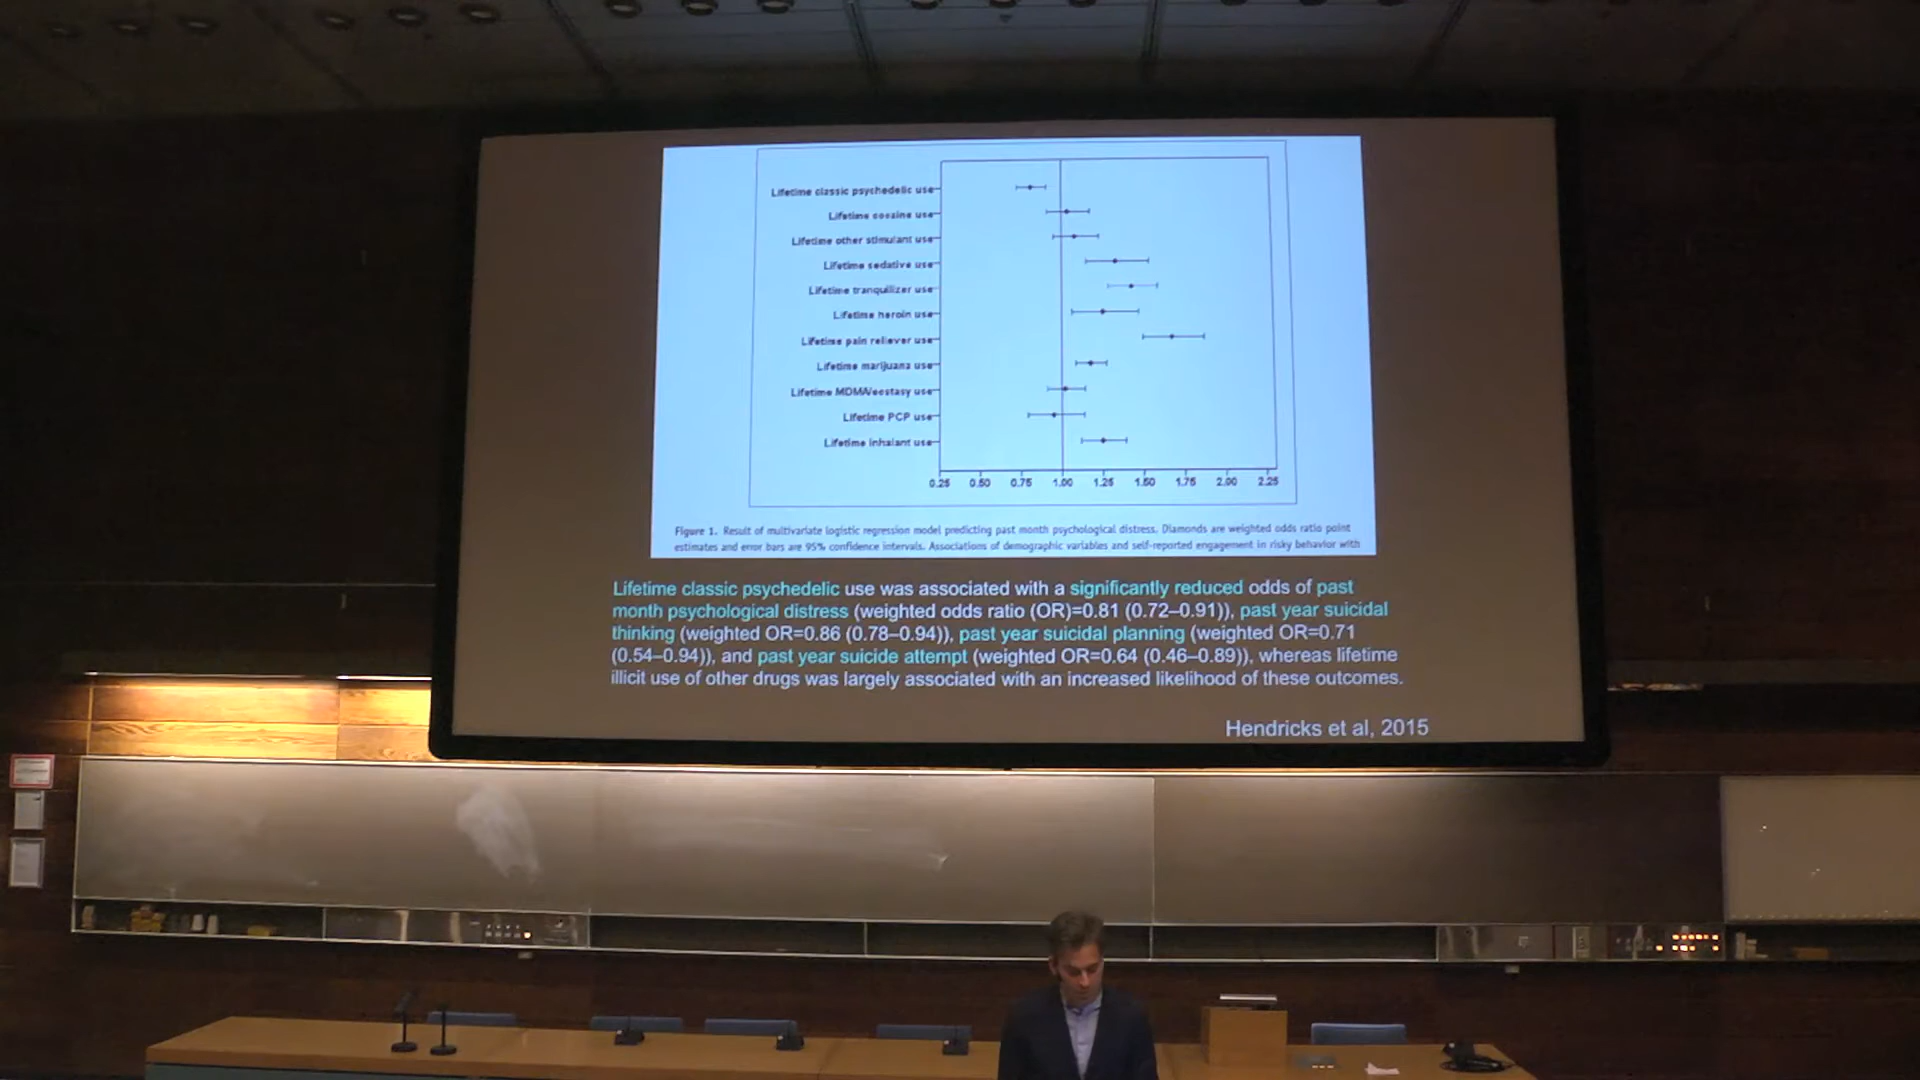 Lifetime classic psychedelic use
Lifetime cocaine use
Lifetime other stimulant use
Lifetime sedative use
Lifetime tranquilizer use
Lifetime heroin use
Lifetime pain reliever use
Lifetime marijuana use
Lifetime MDMA/ecstasy use
Lifetime PCP use
Lifetime inhalant use
0.25 0.50 0.75 1.00 1.25 1.50 1.75 2.00 2.25
Figure 1. Result of multivariate logistic regression model predicting past month psychological distress. Diamonds are weighted odds ratio point
estimates and error bars are 95% confidence intervals. Associations of demographic variables and self-reported engagement in risky behavior with
Lifetime classic psychedelic use was associated with a significantly reduced odds of past
month psychological distress (weighted odds ratio (OR)=0.81 (0.72–0.91)), past year suicidal
thinking (weighted OR=0.86 (0.78–0.94)), past year suicidal planning (weighted OR=0.71
(0.54–0.94)), and past year suicide attempt (weighted OR=0.64 (0.46–0.89)), whereas lifetime
illicit use of other drugs was largely associated with an increased likelihood of these outcomes.
Hendricks et al, 2015